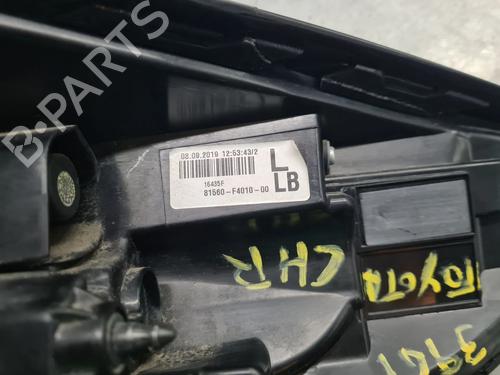 B-PARTS
08.09.2019 12:53:43/2
L
16435F
LB
81560-F4010-00
CHR
TOYOTA